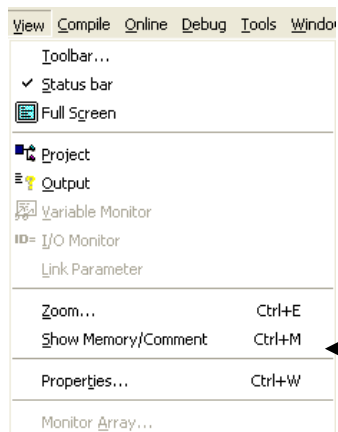 View Compile Online Debug Tools Windo
Toolbar...
Status bar
Full Screen
Project
Output
Variable Monitor
ID= I/O Monitor
Link Parameter
Zoom... Ctrl+E
Show Memory/Comment Ctrl+M
Properties... Ctrl+W
Monitor Array...